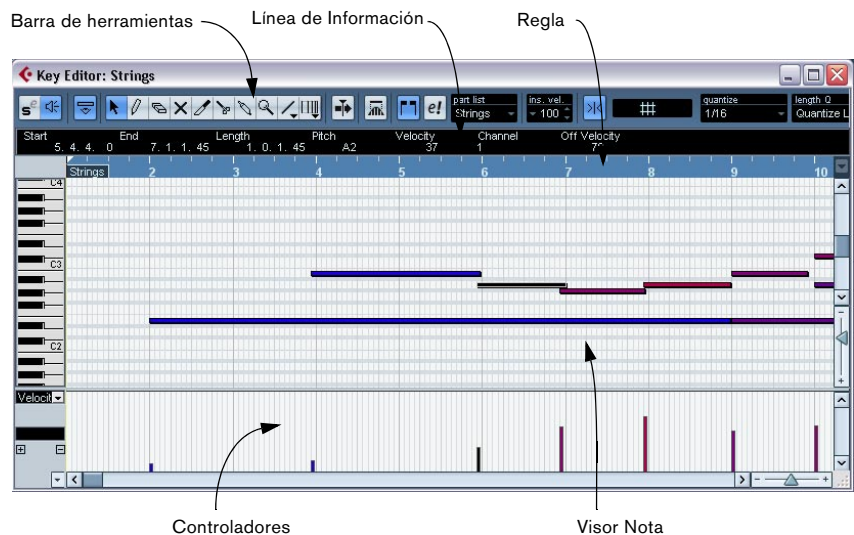 Barra de herramientas
Línea de Información
Regla
Key Editor: Strings
part list
Strings
ins. vel.
100
quantize
1/16
length Q
Quantize L
Start End Length Pitch Velocity Channel Off Velocity
5. 4. 4. 0 7. 1. 1. 45 1. 0. 1. 45 A2 37 1
Strings 2 3 4 5 6 7 8 9 10
C4
C3
C2
Velocit
Controladores
Visor Nota